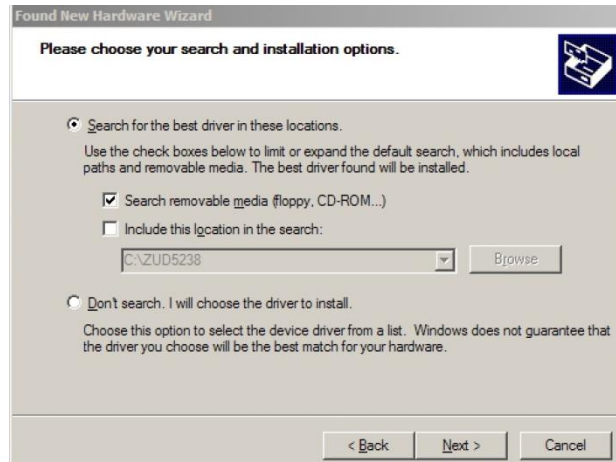 Found New Hardware Wizard
Please choose your search and installation options.
Search for the best driver in these locations.
Use the check boxes below to limit or expand the default search, which includes local
paths and removable media. The best driver found will be installed.
Search removable media (floppy, CD-ROM...)
Include this location in the search:
C:\ZUD5238
Browse
Don't search. I will choose the driver to install.
Choose this option to select the device driver from a list. Windows does not guarantee that
the driver you choose will be the best match for your hardware.
< Back Next > Cancel